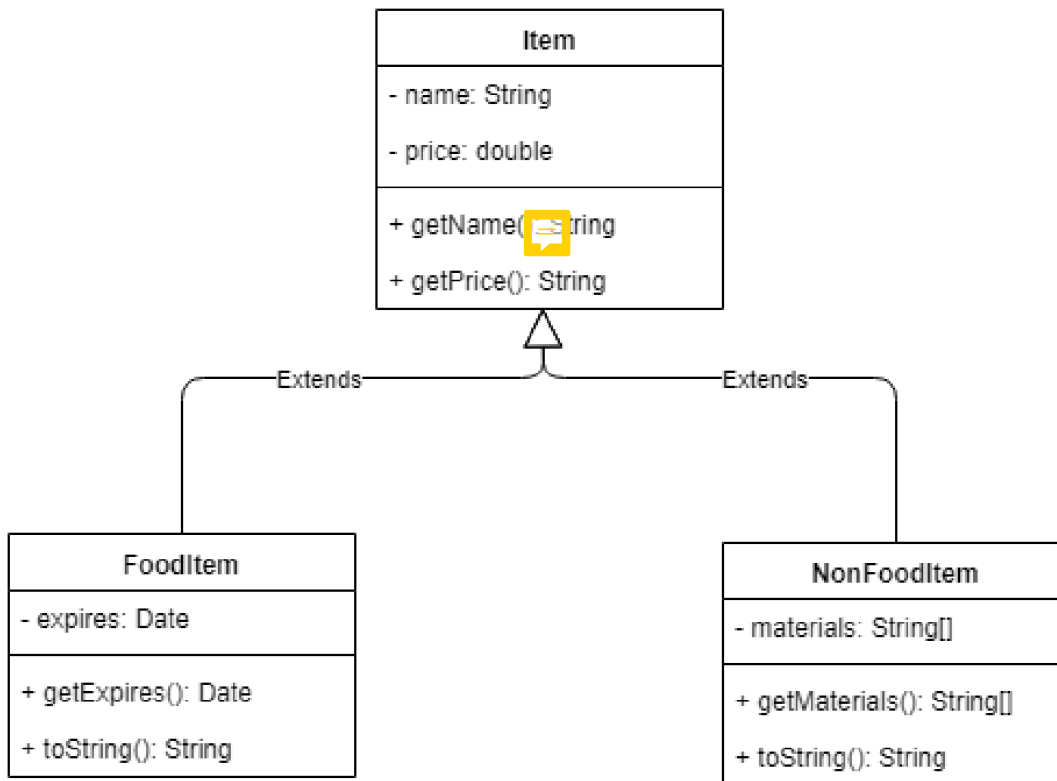 Item
- name: String
- price: double
+ getName( String
+ getPrice(): String
Extends
Extends
FoodItem
- expires: Date
+ getExpires(): Date
+ toString(): String
NonFoodItem
- materials: String[]
+ getMaterials(): String[]
+ toString(): String